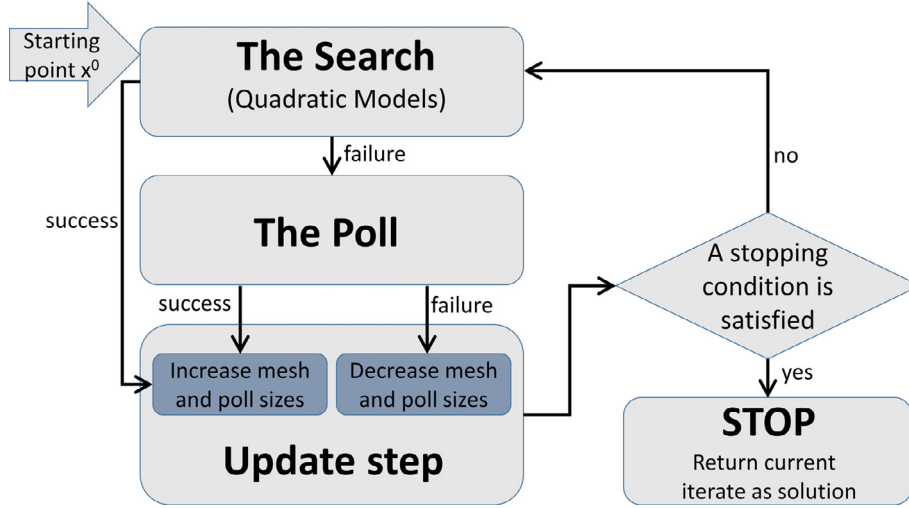 Starting
point x⁰
The Search
(Quadratic Models)
failure
success
no
The Poll
success
failure
A stopping
condition is
satisfied
Increase mesh
and poll sizes
Decrease mesh
and poll sizes
Update step
yes
STOP
Return current
iterate as solution